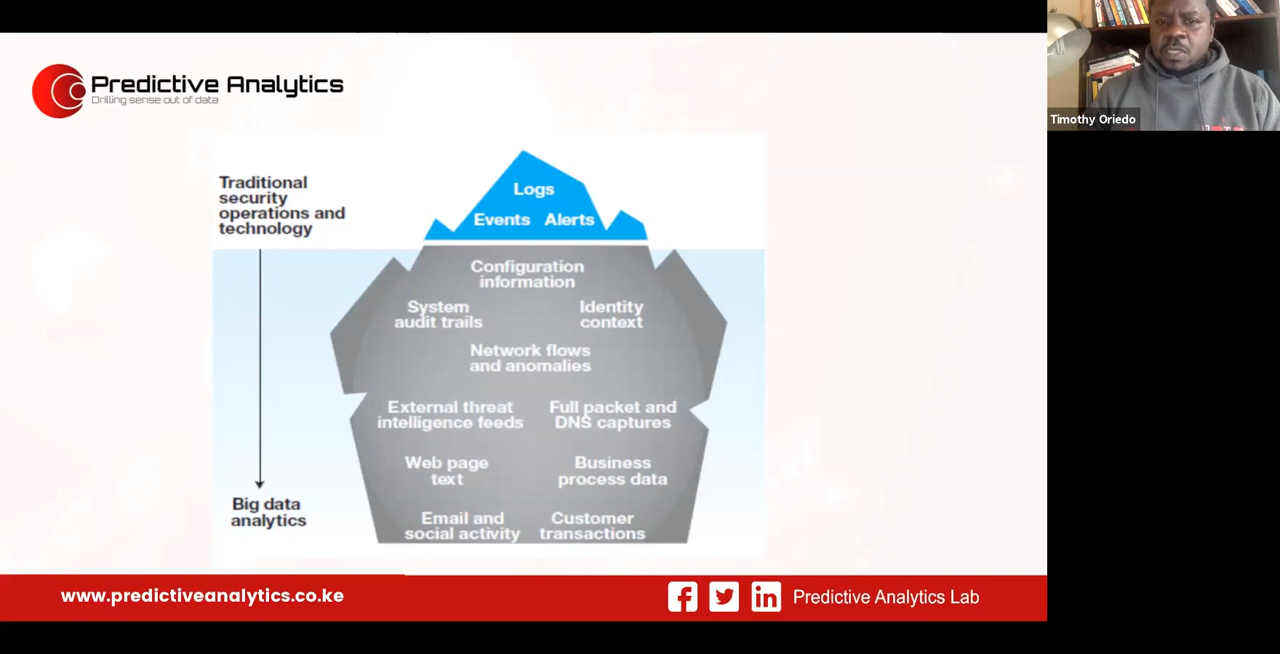 Predictive Analytics
Drilling sense out of data
Timothy Oriedo
Traditional
security
operations and
technology
Logs
Events Alerts
Configuration
information
System
audit trails
Identity
context
Network flows
and anomalies
External threat
intelligence feeds
Full packet and
DNS captures
Web page
text
Business
process data
Email and
social activity
Customer
transactions
Big data
analytics
www.predictiveanalytics.co.ke
Predictive Analytics Lab